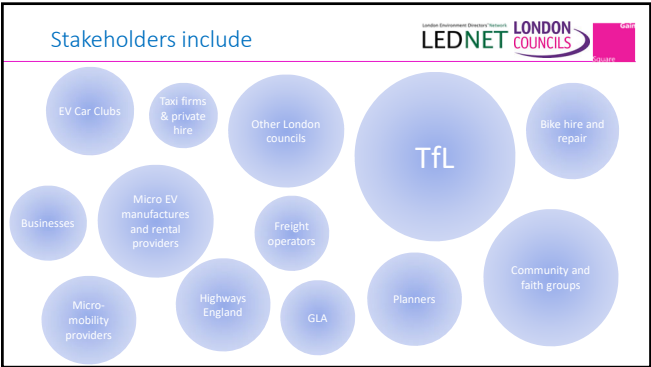 Stakeholders include
London Environment Directors' Network
LEDNET
LONDON
COUNCILS
Gain
Square
EV Car Clubs
Taxi firms
& private
hire
Other London
councils
TfL
Bike hire and
repair
Businesses
Micro EV
manufactures
and rental
providers
Freight
operators
Community and
faith groups
Micro-
mobility
providers
Highways
England
GLA
Planners